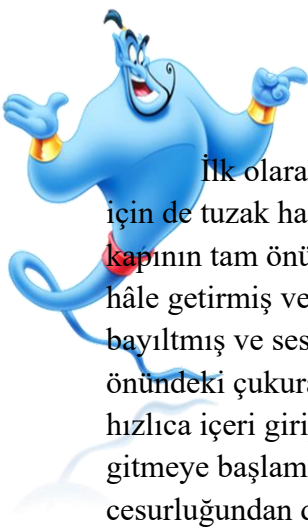 İlk olara
için de tuzak ha
kapının tam önü
hâle getirmiş ve
bayıltmış ve ses
önündeki çukura
hızlıca içeri giri
gitmeye başlam
cesurluğundan d